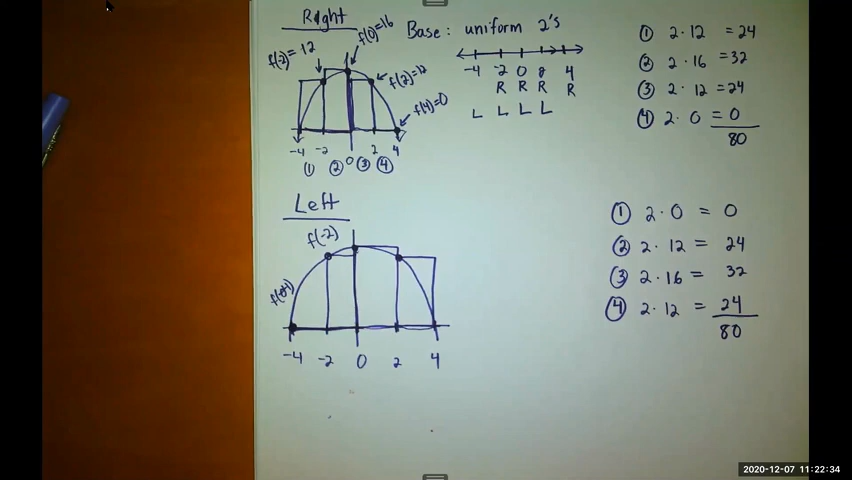 Right
f(-2)=12
f(0)=16
f(2)=12
f(4)=0
-4 -2 0 2 4
① ② ③ ④
Base: uniform 2's
-4 -2 0 2 4
R R R R
L L L L
① 2·12 =24
② 2·16 =32
③ 2·12 =24
④ 2·0 =0
80
Left
f(-2)
f(-4)
-4 -2 0 2 4
① 2·0 = 0
② 2·12 = 24
③ 2·16 = 32
④ 2·12 = 24
80
2020-12-07 11:22:34